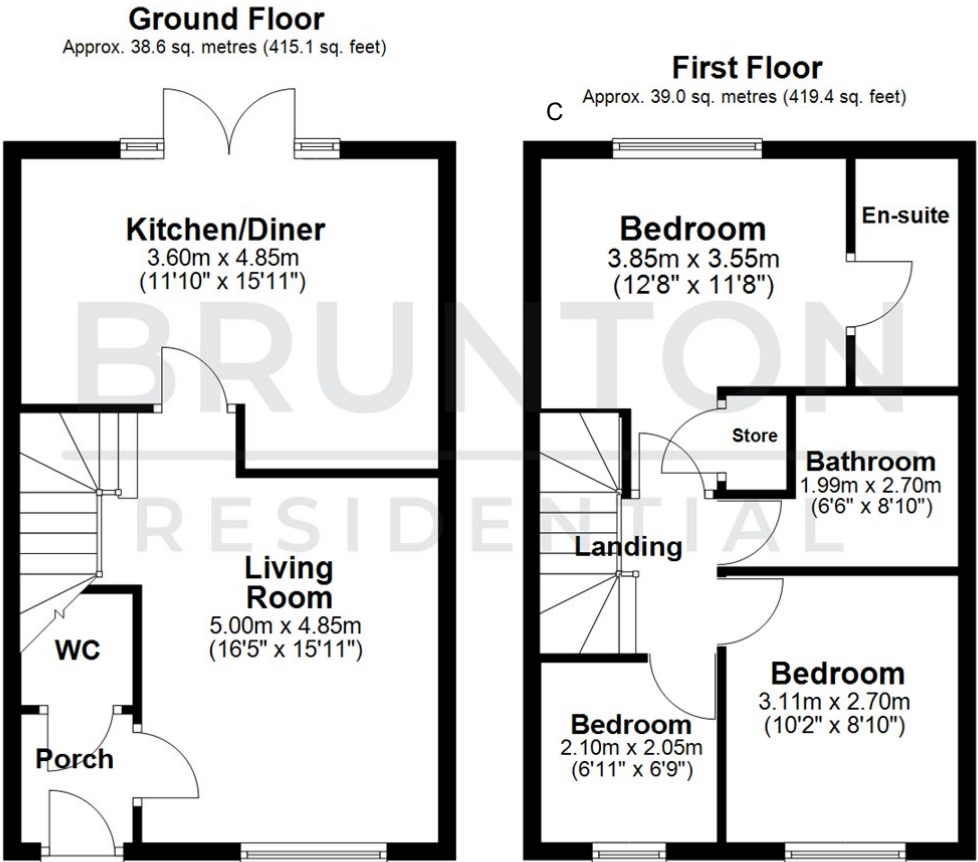 Ground Floor
Approx. 38.6 sq. metres (415.1 sq. feet)
Kitchen/Diner
3.60m x 4.85m
(11'10" x 15'11")
Living
Room
5.00m x 4.85m
(16'5" x 15'11")
WC
Porch
First Floor
Approx. 39.0 sq. metres (419.4 sq. feet)
C
Bedroom
3.85m x 3.55m
(12'8" x 11'8")
En-suite
Store
Bathroom
1.99m x 2.70m
(6'6" x 8'10")
Landing
Bedroom
2.10m x 2.05m
(6'11" x 6'9")
Bedroom
3.11m x 2.70m
(10'2" x 8'10")
BRUNTON
RESIDENTIAL